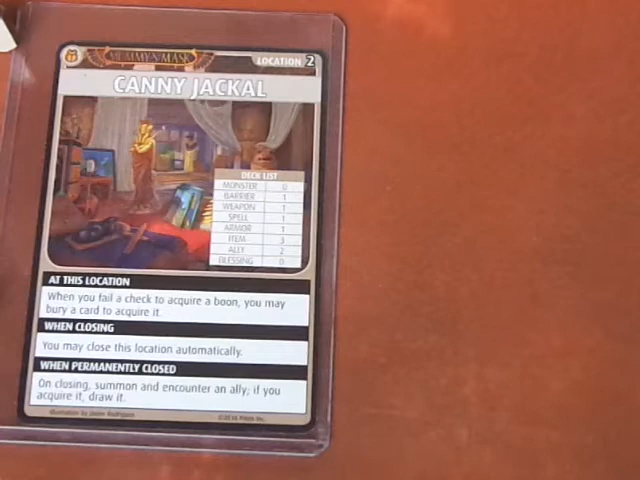 MUMMY'S MASK
LOCATION 2
CANNY JACKAL
DECK LIST
MONSTER 0
BARRIER 1
WEAPON 1
SPELL 1
ARMOR 1
ITEM 3
ALLY 2
BLESSING 0
AT THIS LOCATION
When you fail a check to acquire a boon, you may
bury a card to acquire it.
WHEN CLOSING
You may close this location automatically.
WHEN PERMANENTLY CLOSED
On closing, summon and encounter an ally; if you
acquire it, draw it.
Illustration by